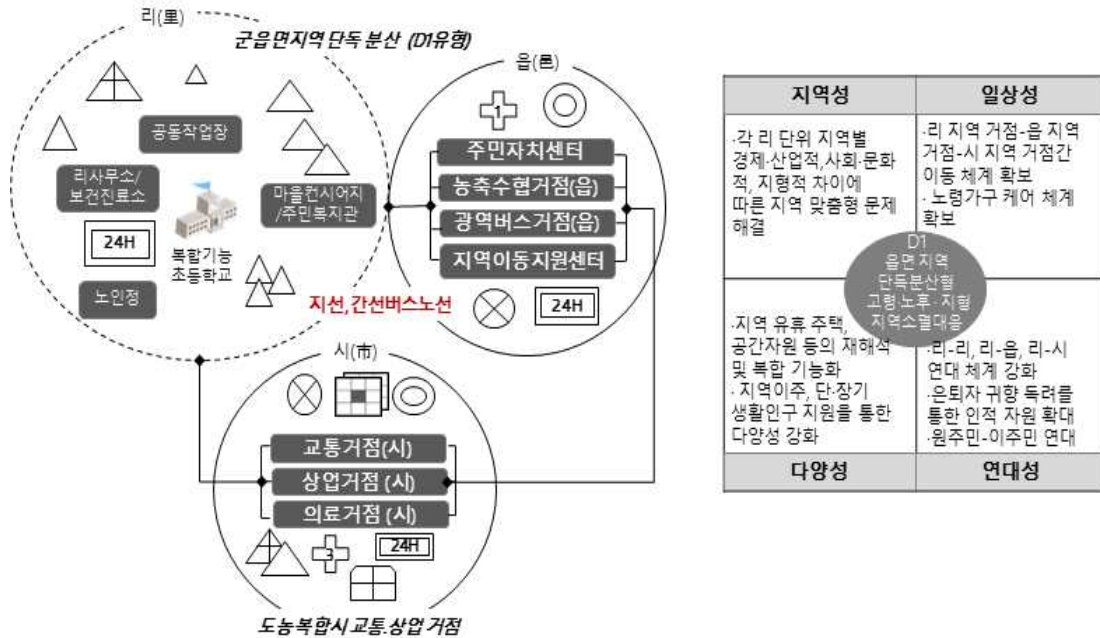 리(里)
군읍면지역 단독 분산 (D1유형)
공동작업장
리사무소/
보건진료소
24H
복합기능
초등학교
마을컨시어지
/주민복지관
노인정
읍(邑)
1
주민자치센터
농축수협거점(읍)
광역버스거점(읍)
지역이동지원센터
24H
지선,간선버스노선
시(市)
교통거점(시)
상업거점 (시)
의료거점 (시)
3
24H
도농복합시 교통.상업 거점
지역성
일상성
·각 리 단위 지역별
경제·산업적,사회·문화
적, 지형적 차이에
따른 지역 맞춤형 문제
해결
·리 지역 거점-읍 지역
거점-시 지역 거점간
이동 체계 확보
· 노령가구 케어 체계
확보
D1
읍면 지역
단독분산형
고령·노후·지형
지역소멸대응
·지역 유휴 주택,
공간자원 등의 재해석
및 복합 기능화
· 지역이주, 단·장기
생활인구 지원을 통한
다양성 강화
·리-리, 리-읍, 리-시
연대 체계 강화
·은퇴자 귀향 독려를
통한 인적 자원 확대
·원주민-이주민 연대
다양성
연대성